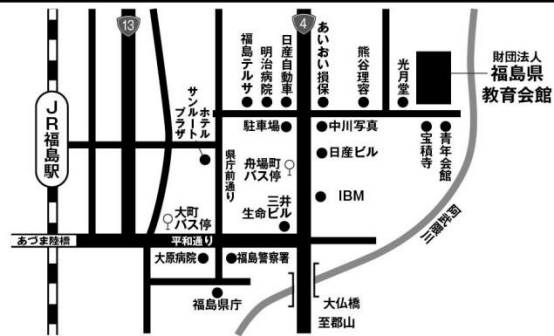 13
4
福島テルサ
明治病院
日産自動車
あいおい損保
熊谷理容
光月堂
財団法人
福島県
教育会館
JR福島駅
ホテル
サンルート
プラザ
駐車場
中川写真
宝積寺
青年会館
県庁前通り
舟場町
バス停
日産ビル
三井
生命ビル
IBM
大町
バス停
阿武隈川
あづま陸橋
平和通り
大原病院
福島警察署
福島県庁
大仏橋
至郡山